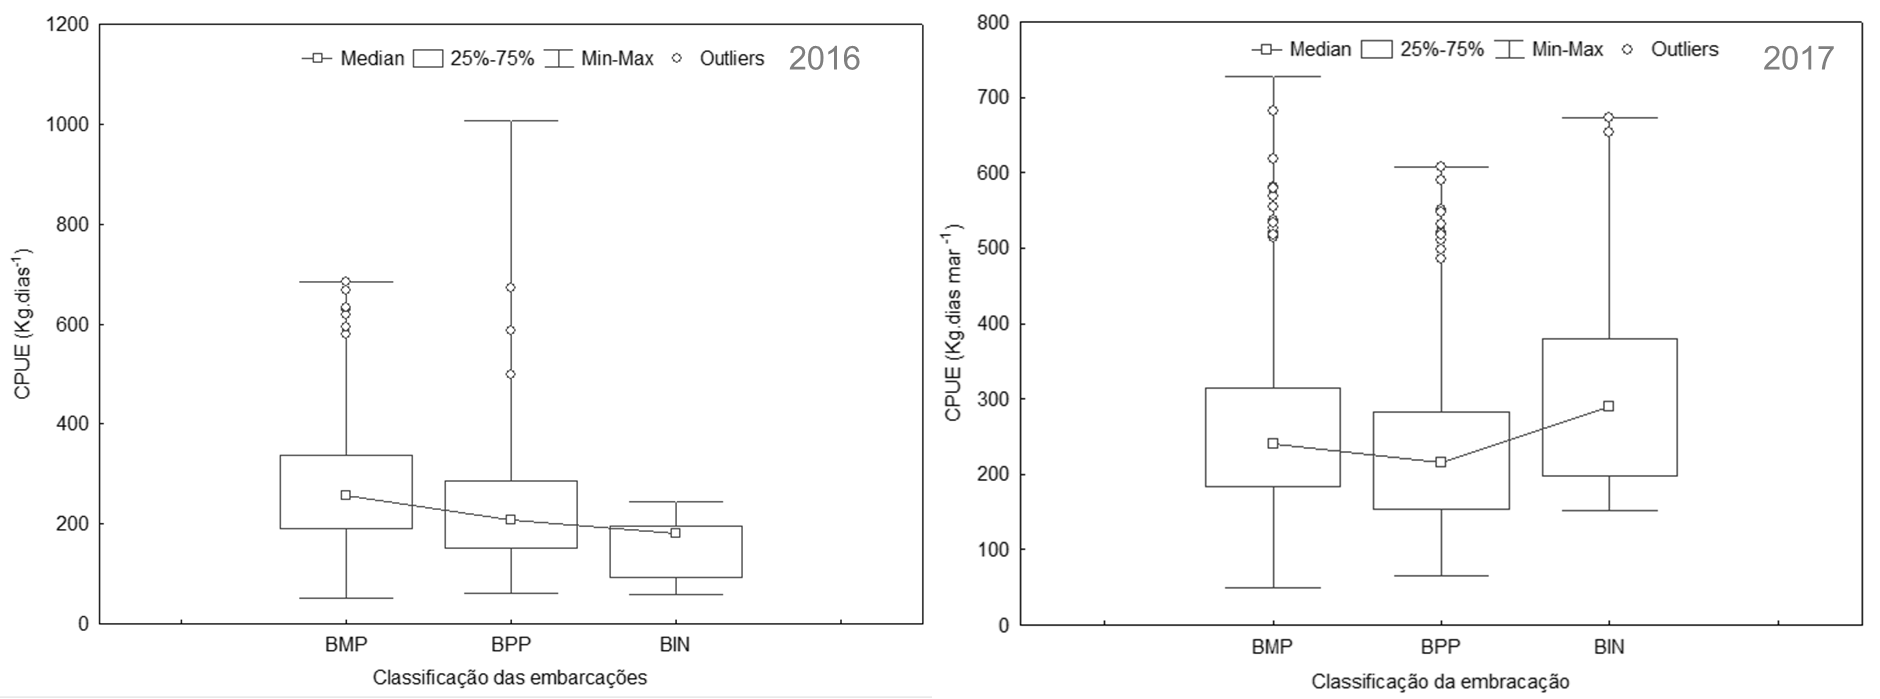 1200
1000
800
600
400
200
0
CPUE (Kg.dias⁻¹)
Median 25%-75% Min-Max Outliers 2016
BMP BPP BIN
Classificação das embarcações
800
700
600
500
400
300
200
100
0
CPUE (Kg.dias mar ⁻¹)
Median 25%-75% Min-Max Outliers 2017
BMP BPP BIN
Classificação da embracação